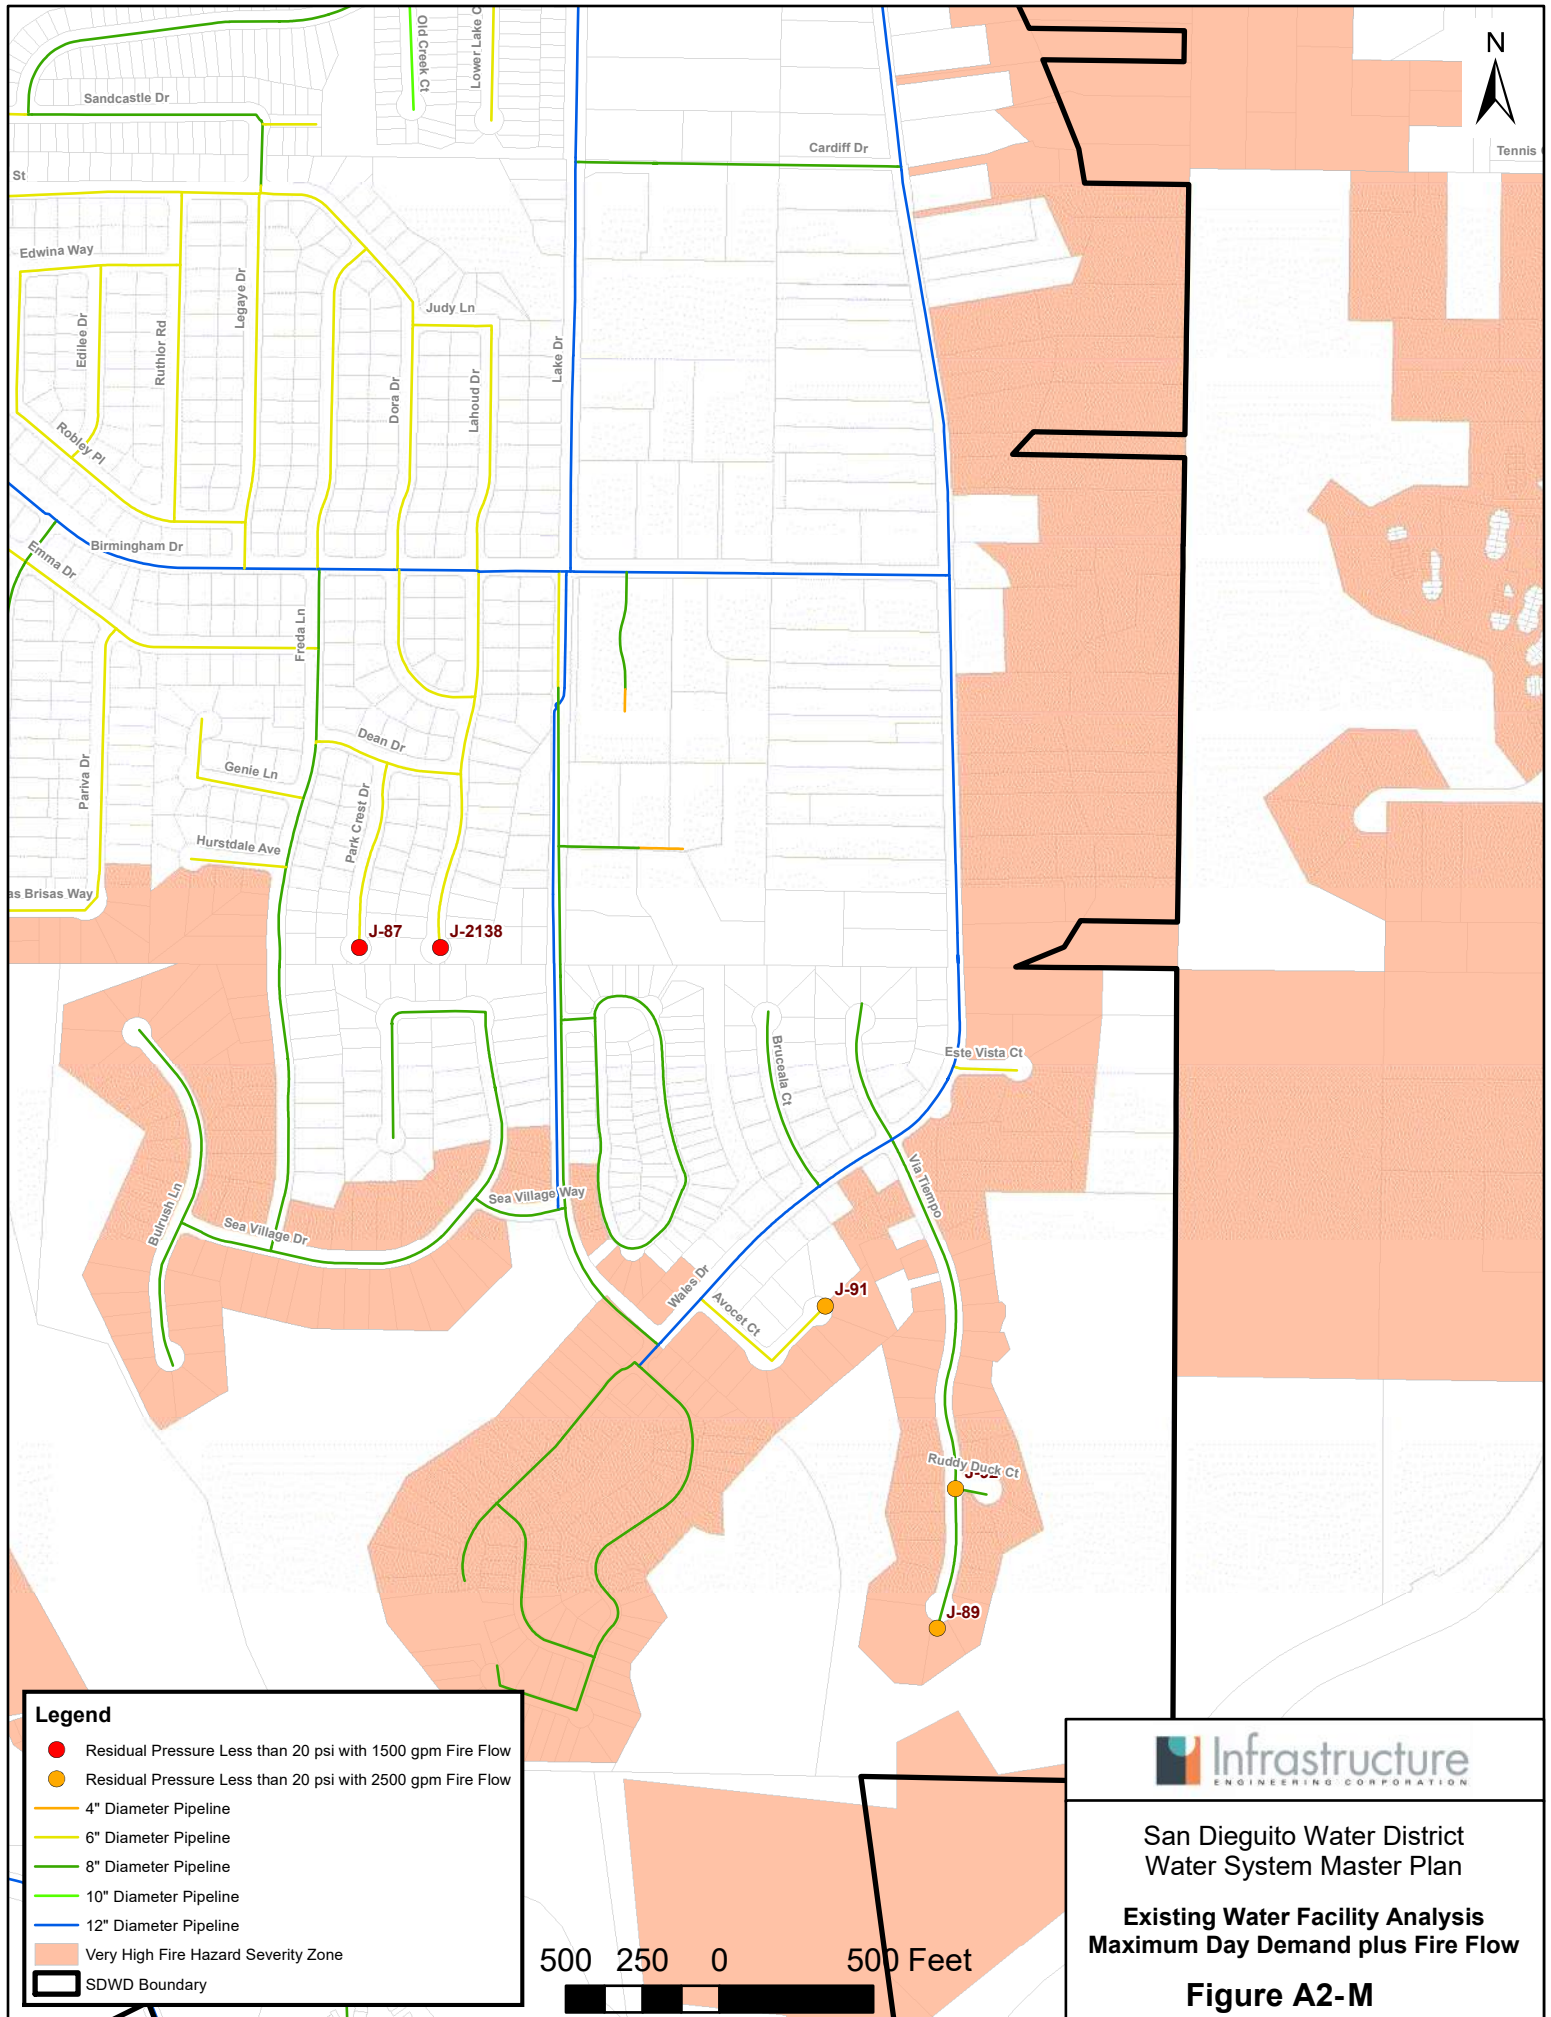 Old Creek Ct
Lower Lake C
N
Sandcastle Dr
Cardiff Dr
Tennis
St
Edwina Way
Legaye Dr
Judy Ln
Edilee Dr
Ruthlor Rd
Lake Dr
Dora Dr
Lahoud Dr
Robley Pl
Birmingham Dr
Emma Dr
Freda Ln
Dean Dr
Genie Ln
Pariva Dr
Park Crest Dr
Hurstdale Ave
as Brisas Way
J-87
J-2138
Bruceala Ct
Este Vista Ct
Via Tiempo
Bulrush Ln
Sea Village Way
Sea Village Dr
Wales Dr
Avocet Ct
J-91
Ruddy Duck Ct
J-89
Legend
Residual Pressure Less than 20 psi with 1500 gpm Fire Flow
Residual Pressure Less than 20 psi with 2500 gpm Fire Flow
4" Diameter Pipeline
6" Diameter Pipeline
8" Diameter Pipeline
10" Diameter Pipeline
12" Diameter Pipeline
Very High Fire Hazard Severity Zone
SDWD Boundary
500 250 0 500 Feet
Infrastructure
ENGINEERING CORPORATION
San Dieguito Water District
Water System Master Plan
Existing Water Facility Analysis
Maximum Day Demand plus Fire Flow
Figure A2-M